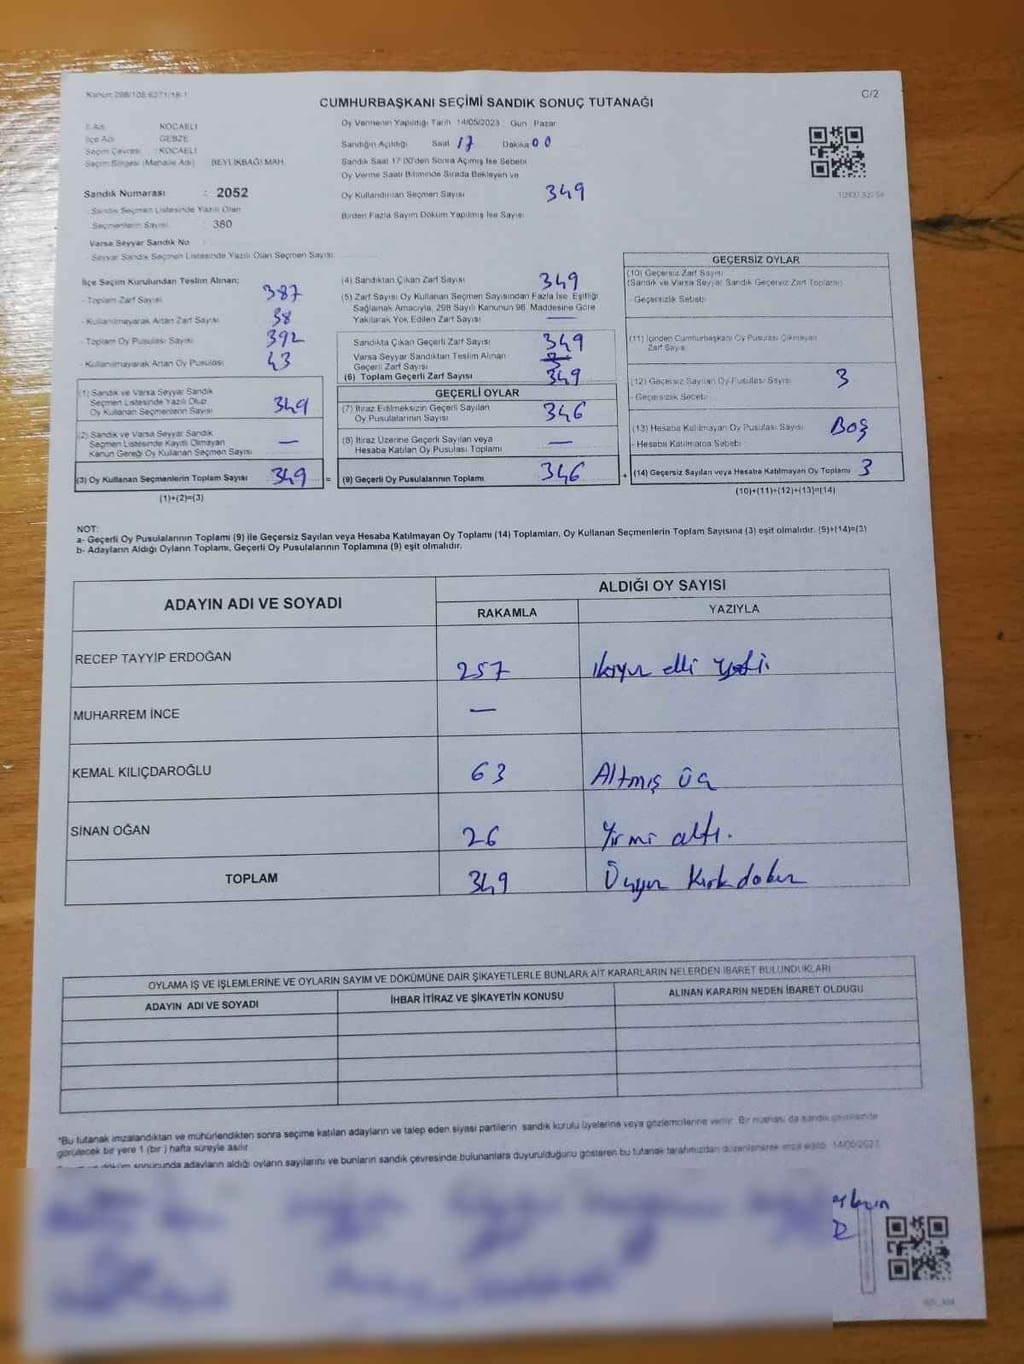 Kanun: 298/105-6271/18-1
C/2
CUMHURBAŞKANI SEÇİMİ SANDIK SONUÇ TUTANAĞI
İl Adı : KOCAELİ
İlçe Adı : GEBZE
Seçim Çevresi : KOCAELİ
Seçim Bölgesi (Mahalle Adı) : BEYLİKBAĞI MAH.
Sandık Numarası : 2052
- Sandık Seçmen Listesinde Yazılı Olan
Seçmenlerin Sayısı : 380
Varsa Seyyar Sandık No
- Seyyar Sandık Seçmen Listesinde Yazılı Olan Seçmen Sayısı
Oy Vermenin Yapıldığı Tarih 14/05/2023 Gün Pazar
Sandığın Açıldığı Saat 17 Dakika 00
Sandık Saat 17.00'den Sonra Açılmış İse Sebebi
Oy Verme Saati Bitiminde Sırada Bekleyen ve
Oy Kullandırılan Seçmen Sayısı 349
Birden Fazla Sayım Döküm Yapılmış İse Sayısı
İlçe Seçim Kurulundan Teslim Alınan;
- Toplam Zarf Sayısı 387
- Kullanılmayarak Artan Zarf Sayısı 38
- Toplam Oy Pusulası Sayısı 392
- Kullanılmayarak Artan Oy Pusulası 43
(1) Sandık ve Varsa Seyyar Sandık
Seçmen Listesinde Yazılı Olup
Oy Kullanan Seçmenlerin Sayısı 349
(2) Sandık ve Varsa Seyyar Sandık
Seçmen Listesinde Kayıtlı Olmayan
Kanun Gereği Oy Kullanan Seçmen Sayısı —
(3) Oy Kullanan Seçmenlerin Toplam Sayısı 349 =
(1)+(2)=(3)
(4) Sandıktan Çıkan Zarf Sayısı 349
(5) Zarf Sayısı Oy Kullanan Seçmen Sayısından Fazla İse, Eşitliği
Sağlamak Amacıyla, 298 Sayılı Kanunun 98. Maddesine Göre
Yakılarak Yok Edilen Zarf Sayısı —
Sandıkta Çıkan Geçerli Zarf Sayısı 349
Varsa Seyyar Sandıktan Teslim Alınan
Geçerli Zarf Sayısı
(6) Toplam Geçerli Zarf Sayısı 349
GEÇERLİ OYLAR
(7) İtiraz Edilmeksizin Geçerli Sayılan
Oy Pusulalarının Sayısı 346
(8) İtiraz Üzerine Geçerli Sayılan veya
Hesaba Katılan Oy Pusulası Toplamı —
(9) Geçerli Oy Pusulalarının Toplamı 346 +
GEÇERSİZ OYLAR
(10) Geçersiz Zarf Sayısı
(Sandık ve Varsa Seyyar Sandık Geçersiz Zarf Toplamı)
- Geçersizlik Sebebi
(11) İçinden Cumhurbaşkanı Oy Pusulası Çıkmayan
Zarf Sayısı
(12) Geçersiz Sayılan Oy Pusulası Sayısı 3
- Geçersizlik Sebebi
(13) Hesaba Katılmayan Oy Pusulası Sayısı Boş
- Hesaba Katılmama Sebebi
(14) Geçersiz Sayılan veya Hesaba Katılmayan Oy Toplamı 3
(10)+(11)+(12)+(13)=(14)
NOT:
a- Geçerli Oy Pusulalarının Toplamı (9) ile Geçersiz Sayılan veya Hesaba Katılmayan Oy Toplamı (14) Toplamları, Oy Kullanan Seçmenlerin Toplam Sayısına (3) eşit olmalıdır. (9)+(14)=(3)
b- Adayların Aldığı Oyların Toplamı, Geçerli Oy Pusulalarının Toplamına (9) eşit olmalıdır.
ADAYIN ADI VE SOYADI
ALDIĞI OY SAYISI
RAKAMLA YAZIYLA
RECEP TAYYİP ERDOĞAN 257 ikiyüz elli yedi.
MUHARREM İNCE —
KEMAL KILIÇDAROĞLU 63 Altmış üç
SİNAN OĞAN 26 Yirmi altı.
TOPLAM 349 Üçyüz Kırk dokuz
OYLAMA İŞ VE İŞLEMLERİNE VE OYLARIN SAYIM VE DÖKÜMÜNE DAİR ŞİKAYETLERLE BUNLARA AİT KARARLARIN NELERDEN İBARET BULUNDUKLARI
ADAYIN ADI VE SOYADI İHBAR İTİRAZ VE ŞİKAYETİN KONUSU ALINAN KARARIN NEDEN İBARET OLDUĞU
*Bu tutanak imzalandıktan ve mühürlendikten sonra seçime katılan adayların ve talep eden siyasi partilerin sandık kurulu üyelerine veya gözlemcilerine verilir. Bir nüshası da sandık çevresinde
görülecek bir yere 1 (bir) hafta süreyle asılır.
döküm sonucunda adayların aldığı oyların sayılarını ve bunların sandık çevresinde bulunanlara duyurulduğunu gösteren bu tutanak tarafımızdan düzenlenerek imza edildi. 14/05/2023